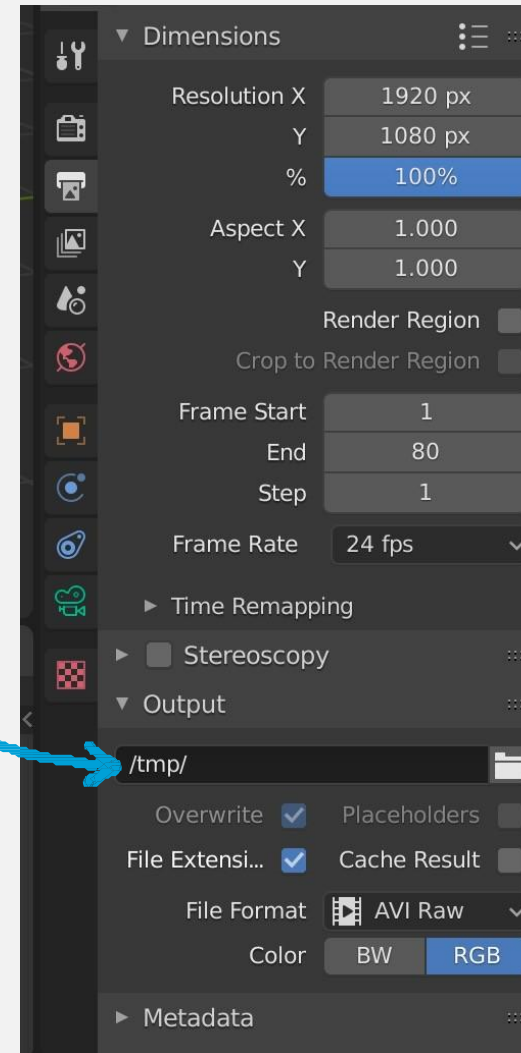 Dimensions
Resolution X 1920 px
Y 1080 px
% 100%
Aspect X 1.000
Y 1.000
Render Region
Crop to Render Region
Frame Start 1
End 80
Step 1
Frame Rate 24 fps
Time Remapping
Stereoscopy
Output
/tmp/
Overwrite Placeholders
File Extensi... Cache Result
File Format AVI Raw
Color BW RGB
Metadata